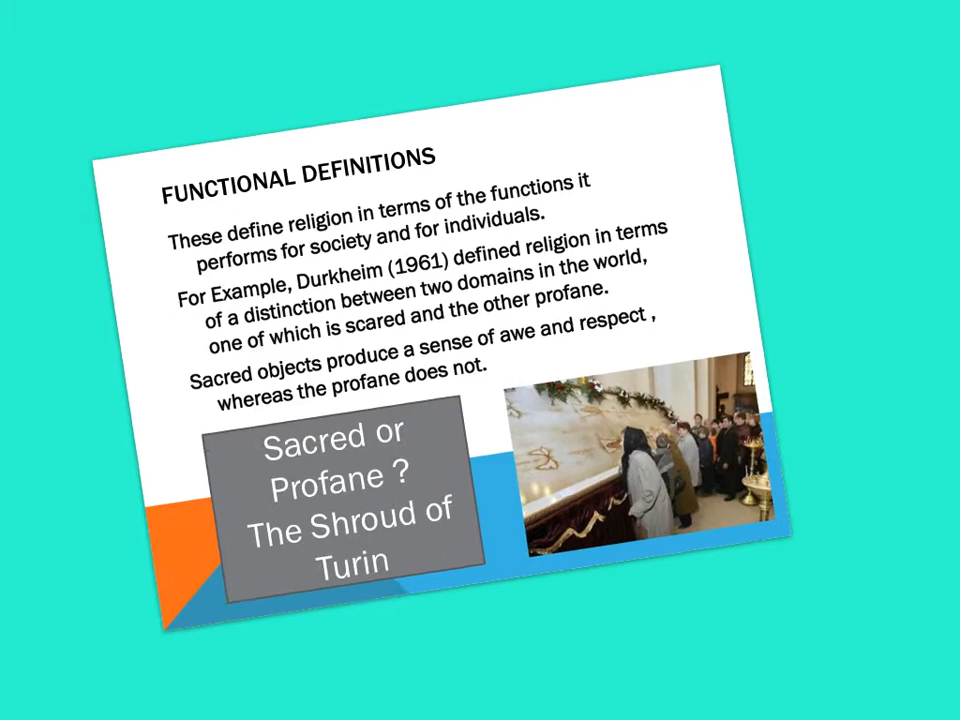 FUNCTIONAL DEFINITIONS
These define religion in terms of the functions it
performs for society and for individuals.
For Example, Durkheim (1961) defined religion in terms
of a distinction between two domains in the world,
one of which is scared and the other profane.
Sacred objects produce a sense of awe and respect ,
whereas the profane does not.
Sacred or
Profane ?
The Shroud of
Turin